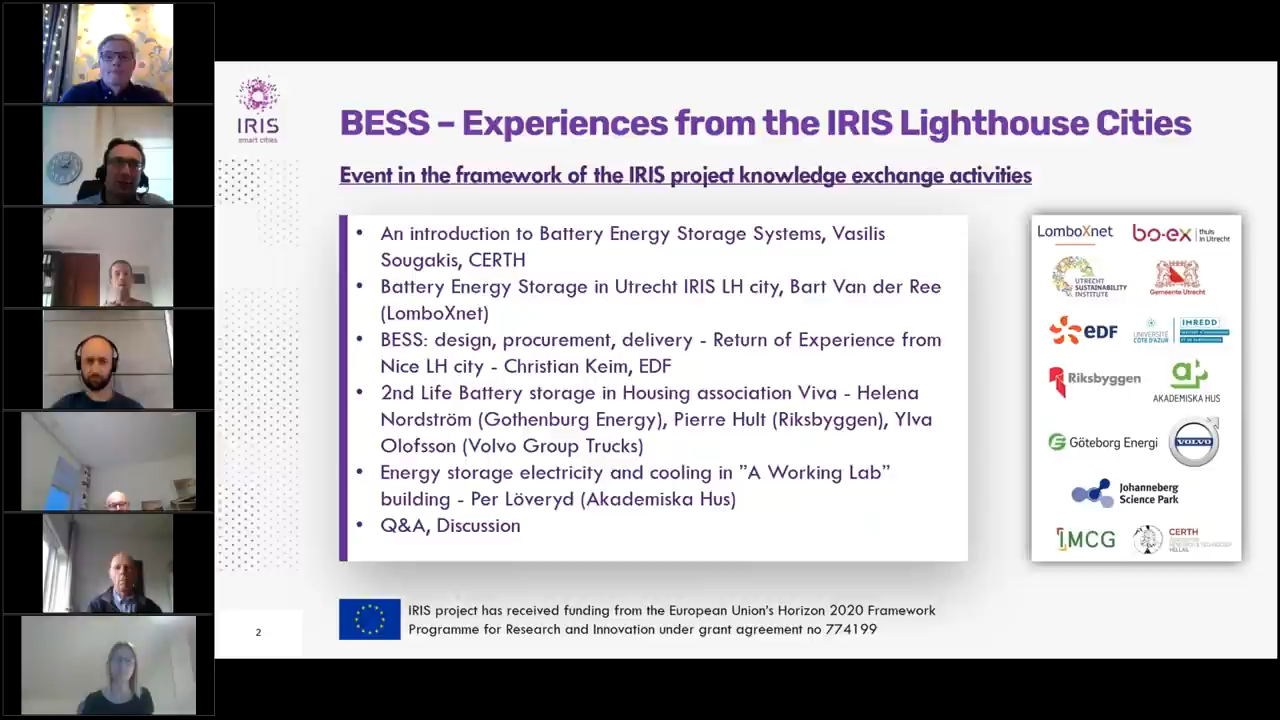 IRIS
smart cities
BESS – Experiences from the IRIS Lighthouse Cities
Event in the framework of the IRIS project knowledge exchange activities
• An introduction to Battery Energy Storage Systems, Vasilis
Sougakis, CERTH
• Battery Energy Storage in Utrecht IRIS LH city, Bart Van der Ree
(LomboXnet)
• BESS: design, procurement, delivery - Return of Experience from
Nice LH city - Christian Keim, EDF
• 2nd Life Battery storage in Housing association Viva - Helena
Nordström (Gothenburg Energy), Pierre Hult (Riksbyggen), Ylva
Olofsson (Volvo Group Trucks)
• Energy storage electricity and cooling in ”A Working Lab”
building - Per Löveryd (Akademiska Hus)
• Q&A, Discussion
LomboXnet
bo-ex thuis
in Utrecht
UTRECHT
SUSTAINABILITY
INSTITUTE
Gemeente Utrecht
EDF
UNIVERSITÉ
CÔTE D'AZUR
IMREDD
Riksbyggen
AKADEMISKA HUS
Göteborg Energi
VOLVO
Johanneberg
Science Park
IMCG
CERTH
HELLAS
IRIS project has received funding from the European Union's Horizon 2020 Framework
Programme for Research and Innovation under grant agreement no 774199
2